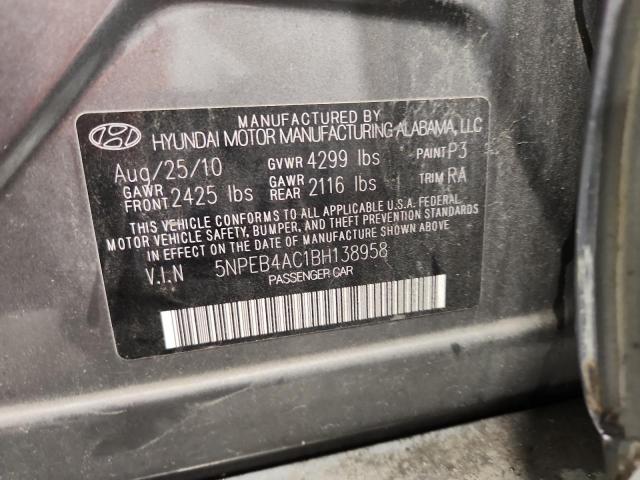 MANUFACTURED BY
HYUNDAI MOTOR MANUFACTURING ALABAMA, LLC
Aug/25/10 GVWR 4299 lbs PAINT P3
GAWR FRONT 2425 lbs GAWR REAR 2116 lbs TRIM RA
THIS VEHICLE CONFORMS TO ALL APPLICABLE U.S.A. FEDERAL
MOTOR VEHICLE SAFETY, BUMPER, AND THEFT PREVENTION
STANDARDS IN EFFECT ON THE DATE OF MANUFACTURE SHOWN ABOVE.
V.I.N 5NPEB4AC1BH138958
PASSENGER CAR